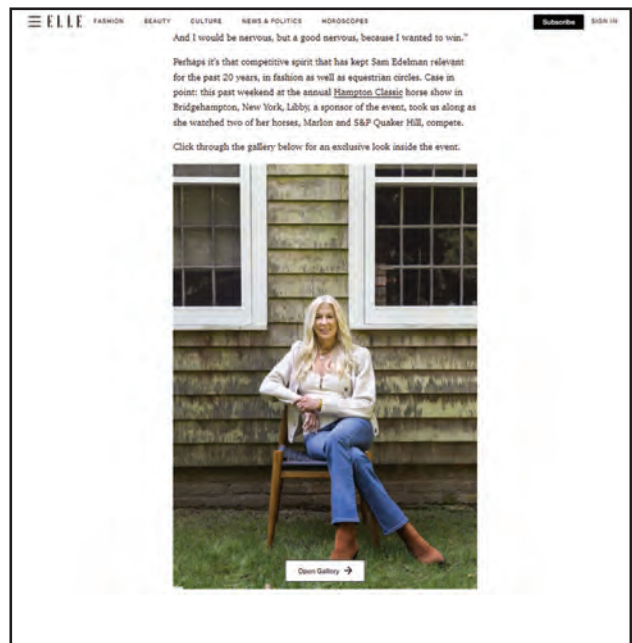 ELLE FASHION BEAUTY CULTURE NEWS & POLITICS HOROSCOPES Subscribe SIGN IN
And I would be nervous, but a good nervous, because I wanted to win."
Perhaps it's that competitive spirit that has kept Sam Edelman relevant
for the past 20 years, in fashion as well as equestrian circles. Case in
point: this past weekend at the annual Hampton Classic horse show in
Bridgehampton, New York, Libby, a sponsor of the event, took us along as
she watched two of her horses, Marlon and S&P Quaker Hill, compete.
Click through the gallery below for an exclusive look inside the event.
Open Gallery →